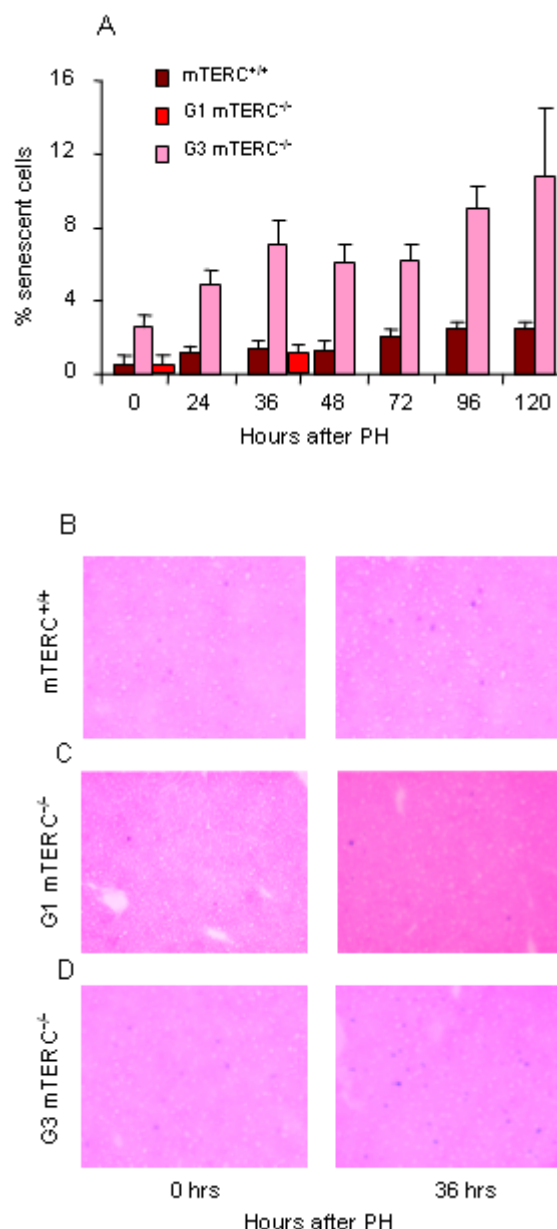 A
16
12
8
4
0
% senescent cells
mTERC+/+
G1 mTERC-/-
G3 mTERC-/-
0 24 36 48 72 96 120
Hours after PH
B
mTERC+/+
C
G1 mTERC-/-
D
G3 mTERC-/-
0 hrs 36 hrs
Hours after PH